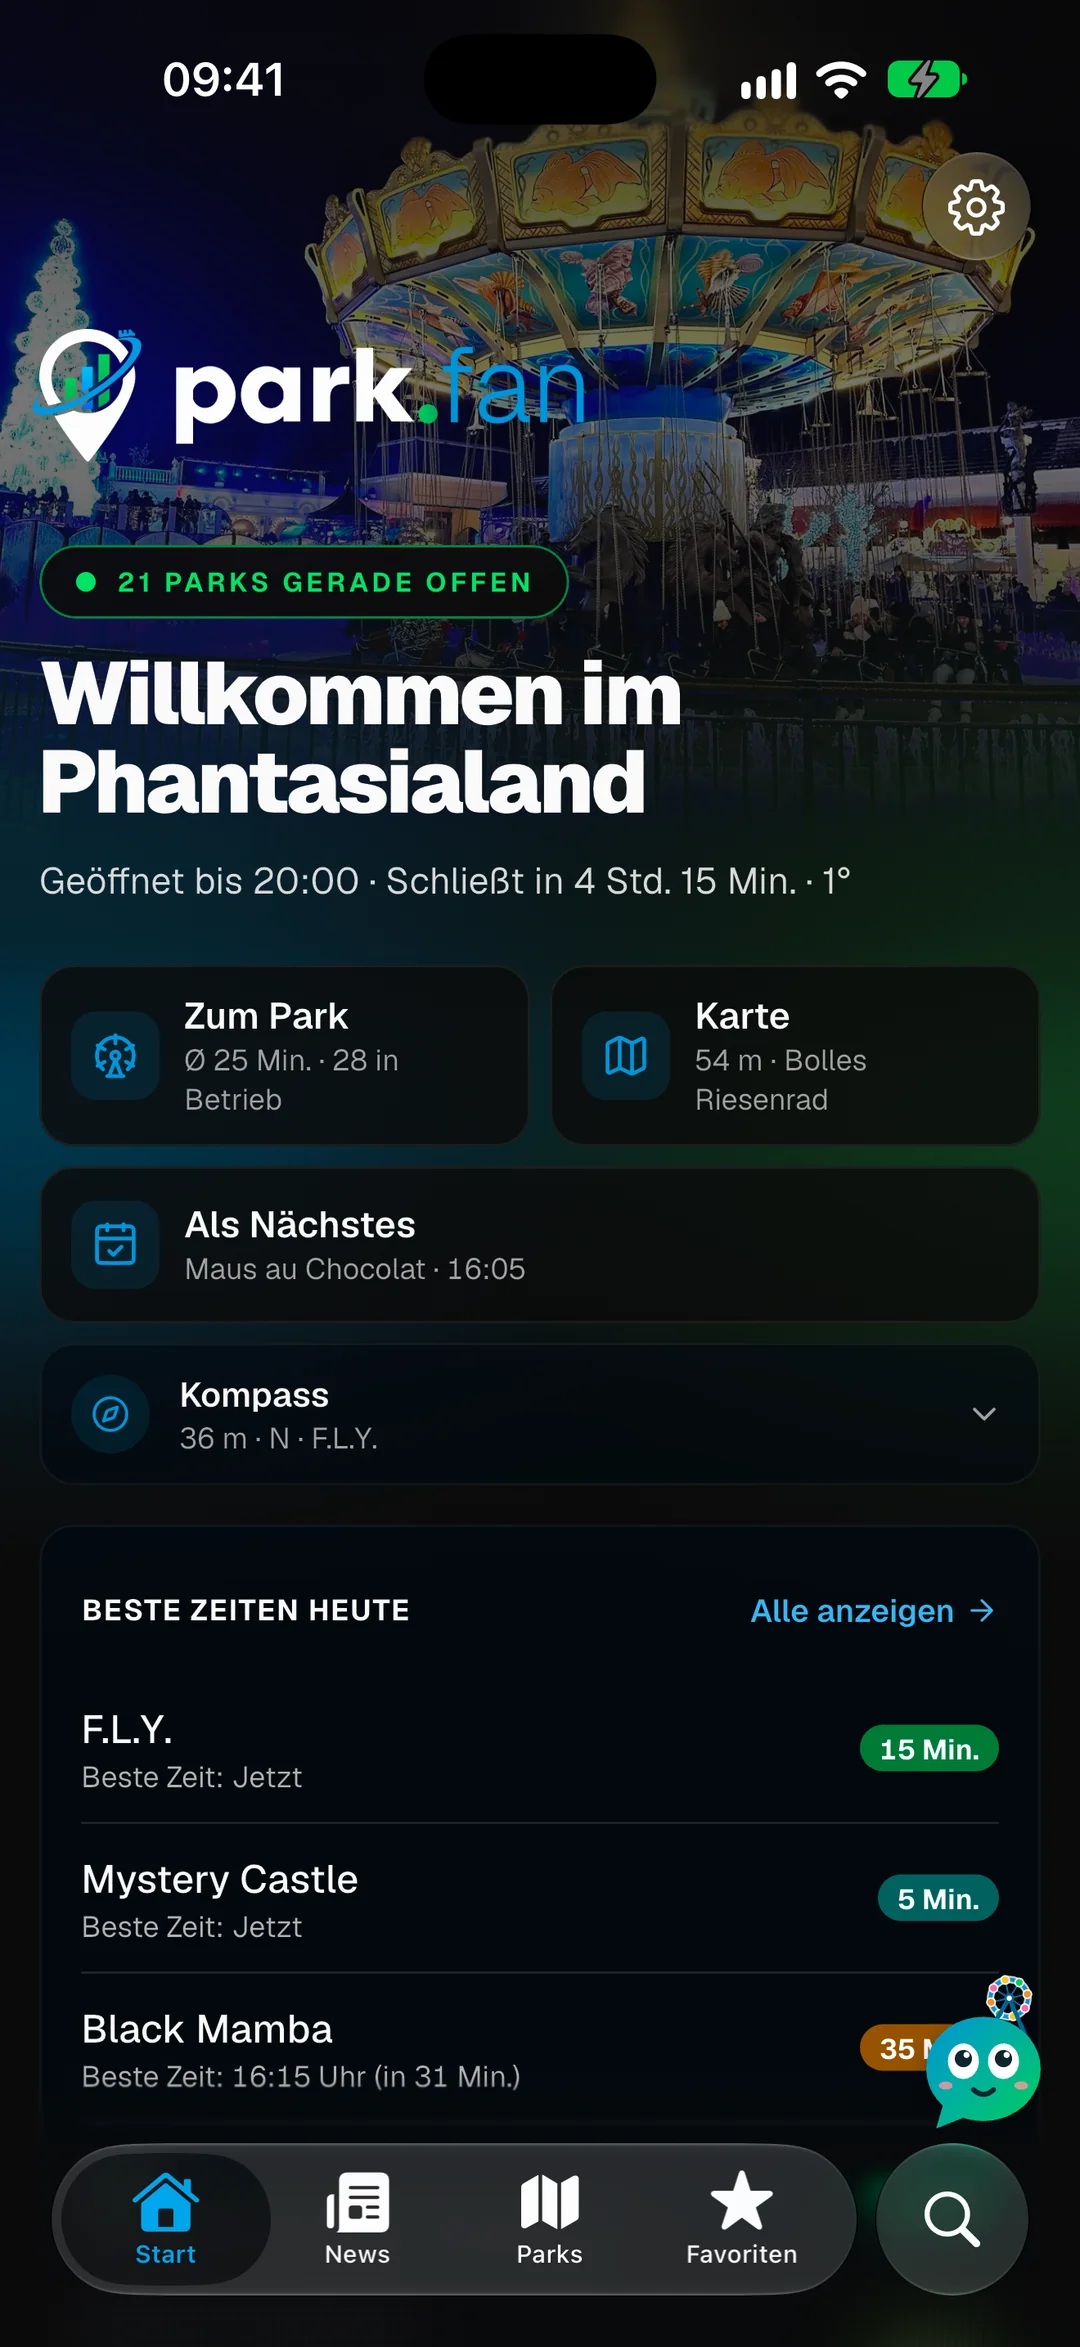 09:41
park.fan
21 PARKS GERADE OFFEN
Willkommen im
Phantasialand
Geöffnet bis 20:00 · Schließt in 4 Std. 15 Min. · 1°
Zum Park
Ø 25 Min. · 28 in
Betrieb
Karte
54 m · Bolles
Riesenrad
Als Nächstes
Maus au Chocolat · 16:05
Kompass
36 m · N · F.L.Y.
BESTE ZEITEN HEUTE
Alle anzeigen →
F.L.Y.
Beste Zeit: Jetzt
15 Min.
Mystery Castle
Beste Zeit: Jetzt
5 Min.
Black Mamba
Beste Zeit: 16:15 Uhr (in 31 Min.)
35
Start
News
Parks
Favoriten